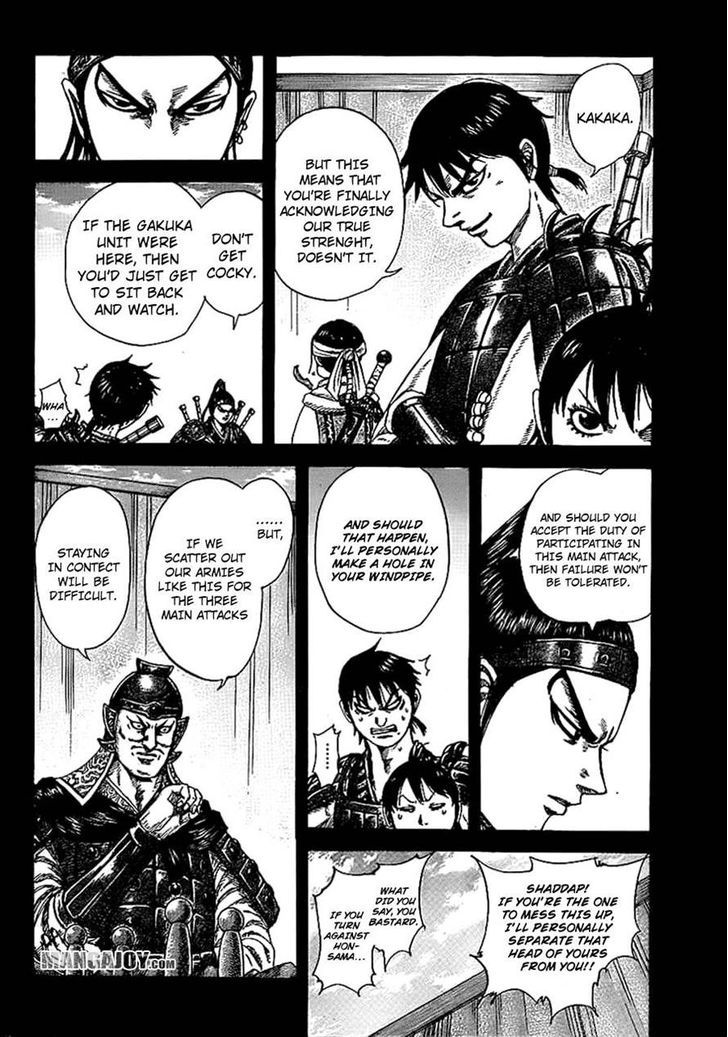 KAKAKA.
BUT THIS
MEANS THAT
YOU'RE FINALLY
ACKNOWLEDGING
OUR TRUE
STRENGHT,
DOESN'T IT.
DON'T
GET
COCKY.
IF THE GAKUKA
UNIT WERE
HERE, THEN
YOU'D JUST GET
TO SIT BACK
AND WATCH.
WHA
...
AND SHOULD YOU
ACCEPT THE DUTY OF
PARTICIPATING IN
THIS MAIN ATTACK,
THEN FAILURE WON'T
BE TOLERATED.
AND SHOULD
THAT HAPPEN,
I'LL PERSONALLY
MAKE A HOLE IN
YOUR WINDPIPE.
......
SHADDAP!
IF YOU'RE THE ONE
TO MESS THIS UP,
I'LL PERSONALLY
SEPARATE THAT
HEAD OF YOURS
FROM YOU!!
WHAT
DID YOU
SAY, YOU
BASTARD.
IF YOU
TURN
AGAINST
HON-
SAMA...
......
BUT,
IF WE
SCATTER OUT
OUR ARMIES
LIKE THIS FOR
THE THREE
MAIN ATTACKS
STAYING
IN CONTECT
WILL BE
DIFFICULT.
MANGAJOY.COM